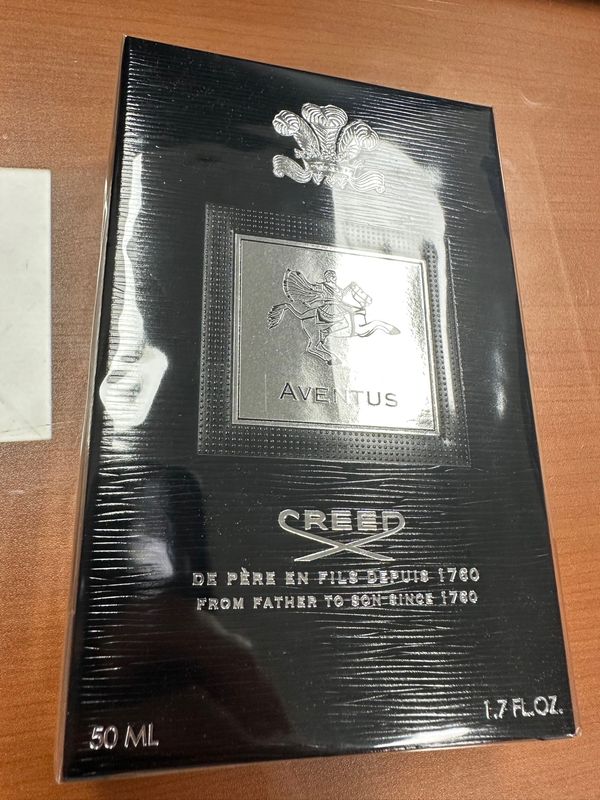 AVENTUS
CREED
DE PÈRE EN FILS DEPUIS 1760
FROM FATHER TO SON SINCE 1760
50 ML
1.7 FL.OZ.